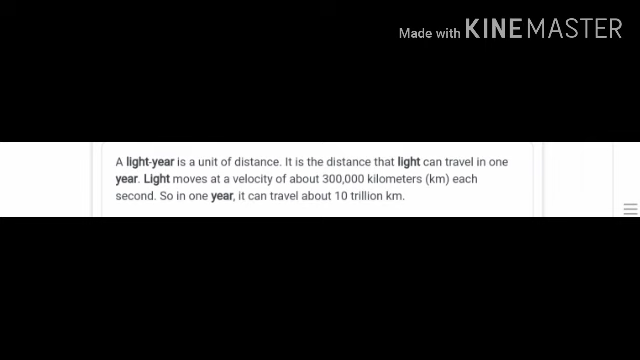 Made with KINEMASTER
A light-year is a unit of distance. It is the distance that light can travel in one
year. Light moves at a velocity of about 300,000 kilometers (km) each
second. So in one year, it can travel about 10 trillion km.